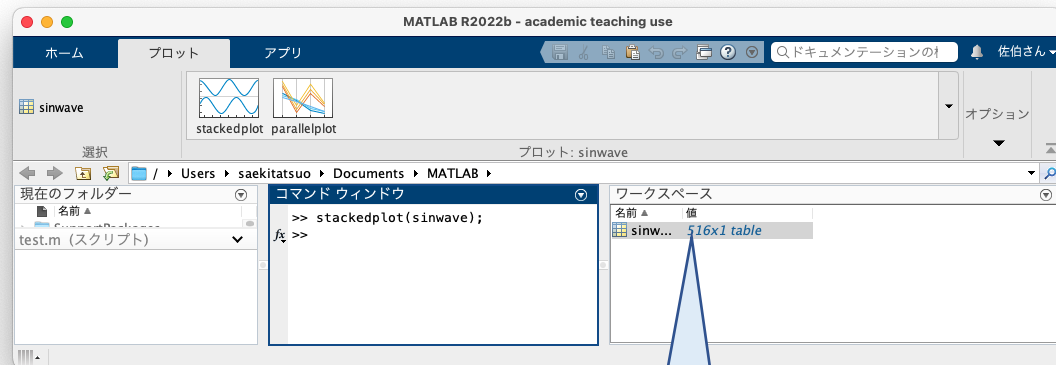 MATLAB R2022b - academic teaching use
ホーム
プロット
アプリ
ドキュメンテーションの
佐伯さん
sinwave
stackedplot
parallelplot
オプション
選択
プロット: sinwave
/ Users saekitatsuo Documents MATLAB
現在のフォルダー
名前
test.m (スクリプト)
コマンド ウィンドウ
>> stackedplot(sinwave);
fx >>
ワークスペース
名前 値
sinw... 516x1 table